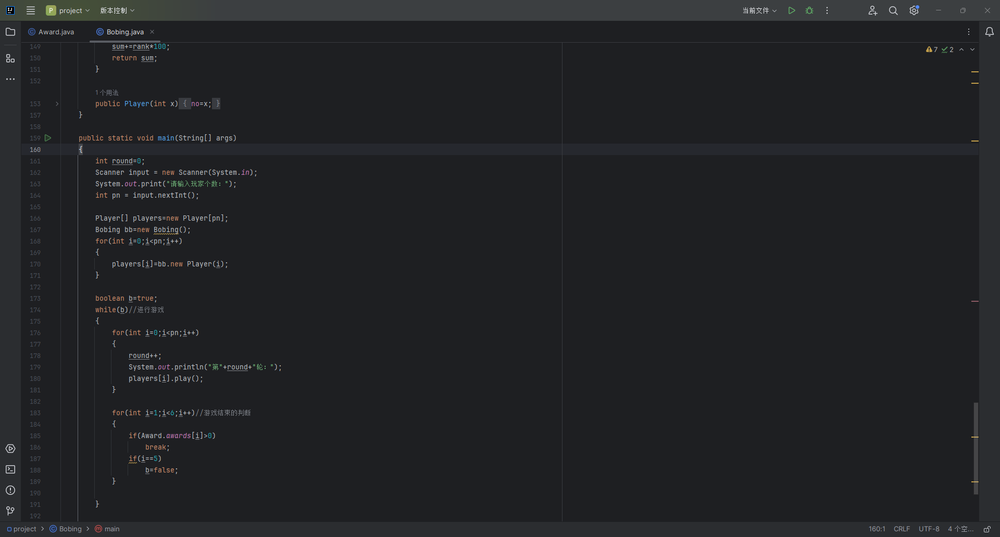 P project 版本控制 当前文件
Award.java Bobing.java
7 2
149 sum+=rank*100;
150 return sum;
151 }
152
1个用法
153 public Player(int x) { no=x; }
157 }
158
159 public static void main(String[] args)
160 {
161 int round=0;
162 Scanner input = new Scanner(System.in);
163 System.out.print("请输入玩家个数：");
164 int pn = input.nextInt();
165
166 Player[] players=new Player[pn];
167 Bobing bb=new Bobing();
168 for(int i=0;i<pn;i++)
169 {
170 players[i]=bb.new Player(i);
171 }
172
173 boolean b=true;
174 while(b)//进行游戏
175 {
176 for(int i=0;i<pn;i++)
177 {
178 round++;
179 System.out.println("第"+round+"轮：");
180 players[i].play();
181 }
182
183 for(int i=1;i<6;i++)//游戏结束的判断
184 {
185 if(Award.awards[i]>0)
186 break;
187 if(i==5)
188 b=false;
189 }
190
191 }
192
project > Bobing > main 160:1 CRLF UTF-8 4 个空...